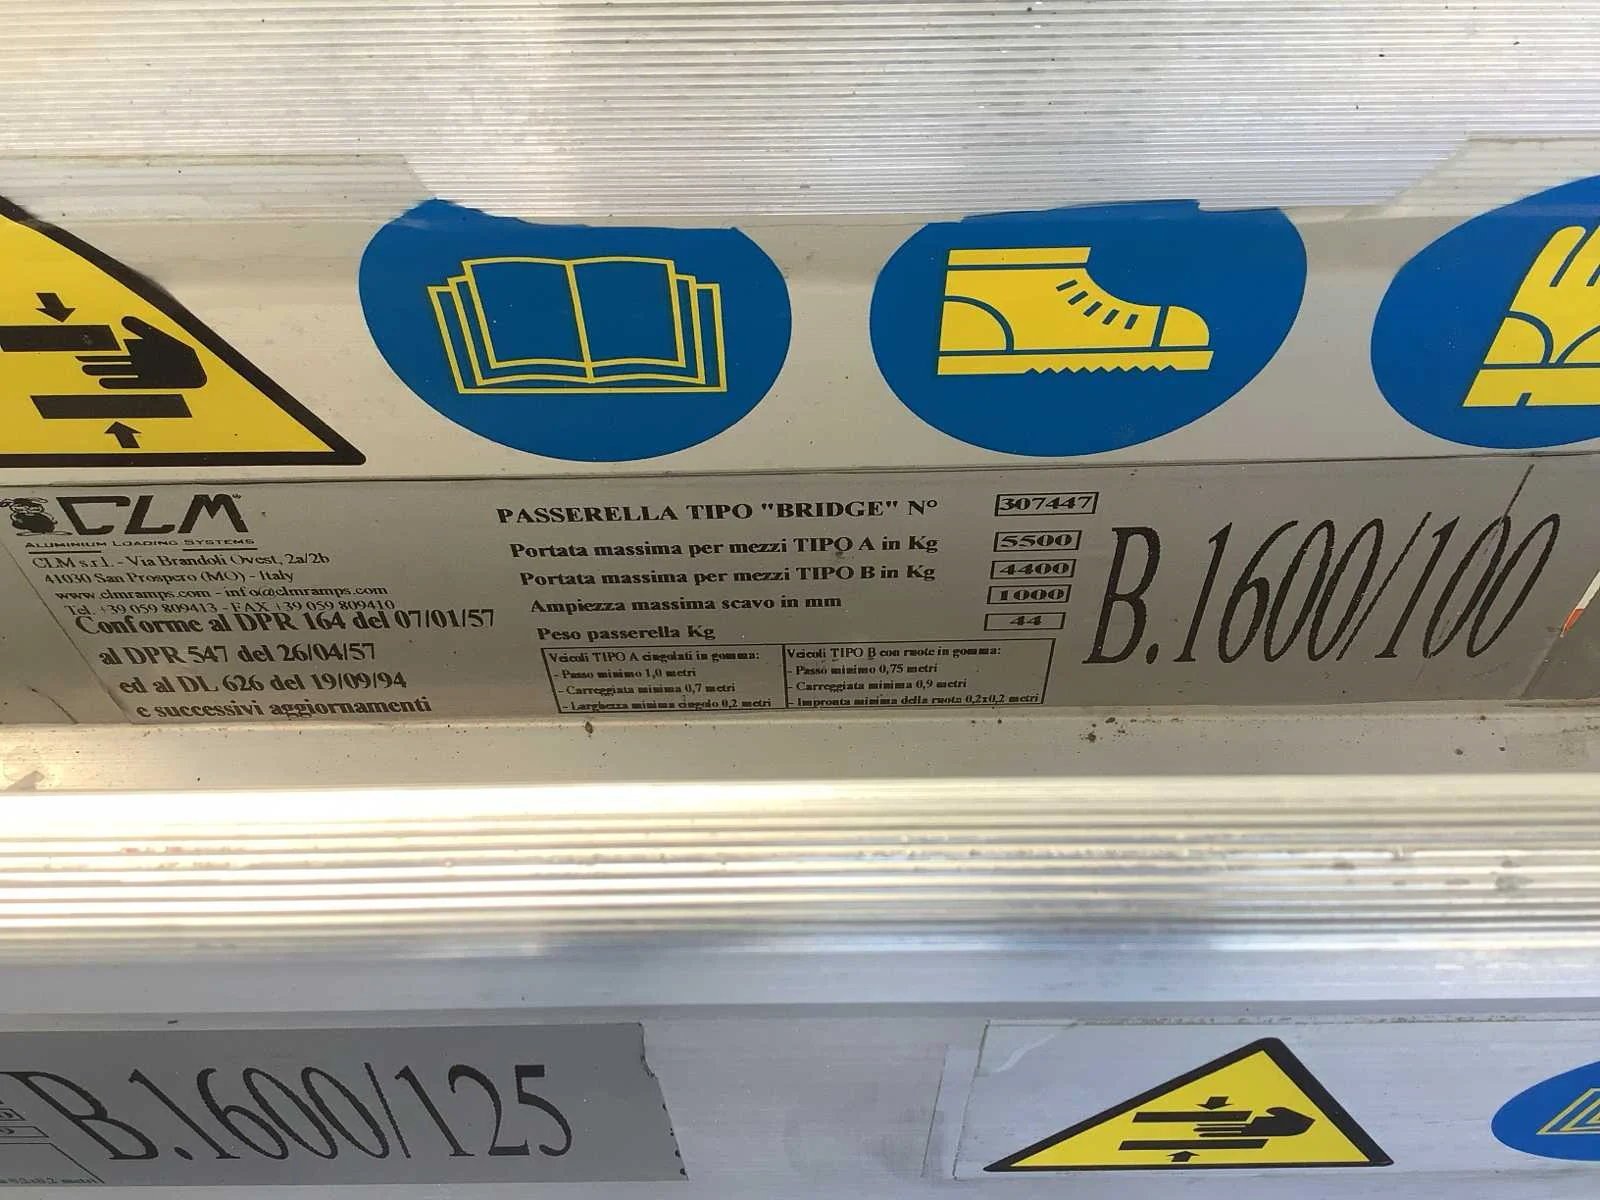 CLM
ALUMINIUM LOADING SYSTEMS
CLM s.r.l. - Via Brandoli Ovest, 2a/2b
41030 San Prospero (MO) - Italy
www.clmramps.com - info@clmramps.com
Tel. +39 059 809413 - FAX +39 059 809410
Conforme al DPR 164 del 07/01/57
al DPR 547 del 26/04/57
ed al DL 626 del 19/09/94
e successivi aggiornamenti
PASSERELLA TIPO "BRIDGE" N° 307447
Portata massima per mezzi TIPO A in Kg 5500
Portata massima per mezzi TIPO B in Kg 4400
Ampiezza massima scavo in mm 1000
Peso passerella Kg 44
Veicoli TIPO A cingolati in gomma:
- Passo minimo 1,0 metri
- Carreggiata minima 0,7 metri
- Larghezza minima cingolo 0,2 metri
Veicoli TIPO B con ruote in gomma:
- Passo minimo 0,75 metri
- Carreggiata minima 0,9 metri
- Impronta minima della ruota 0,2x0,2 metri
B.1600/100
B.1600/125
metri